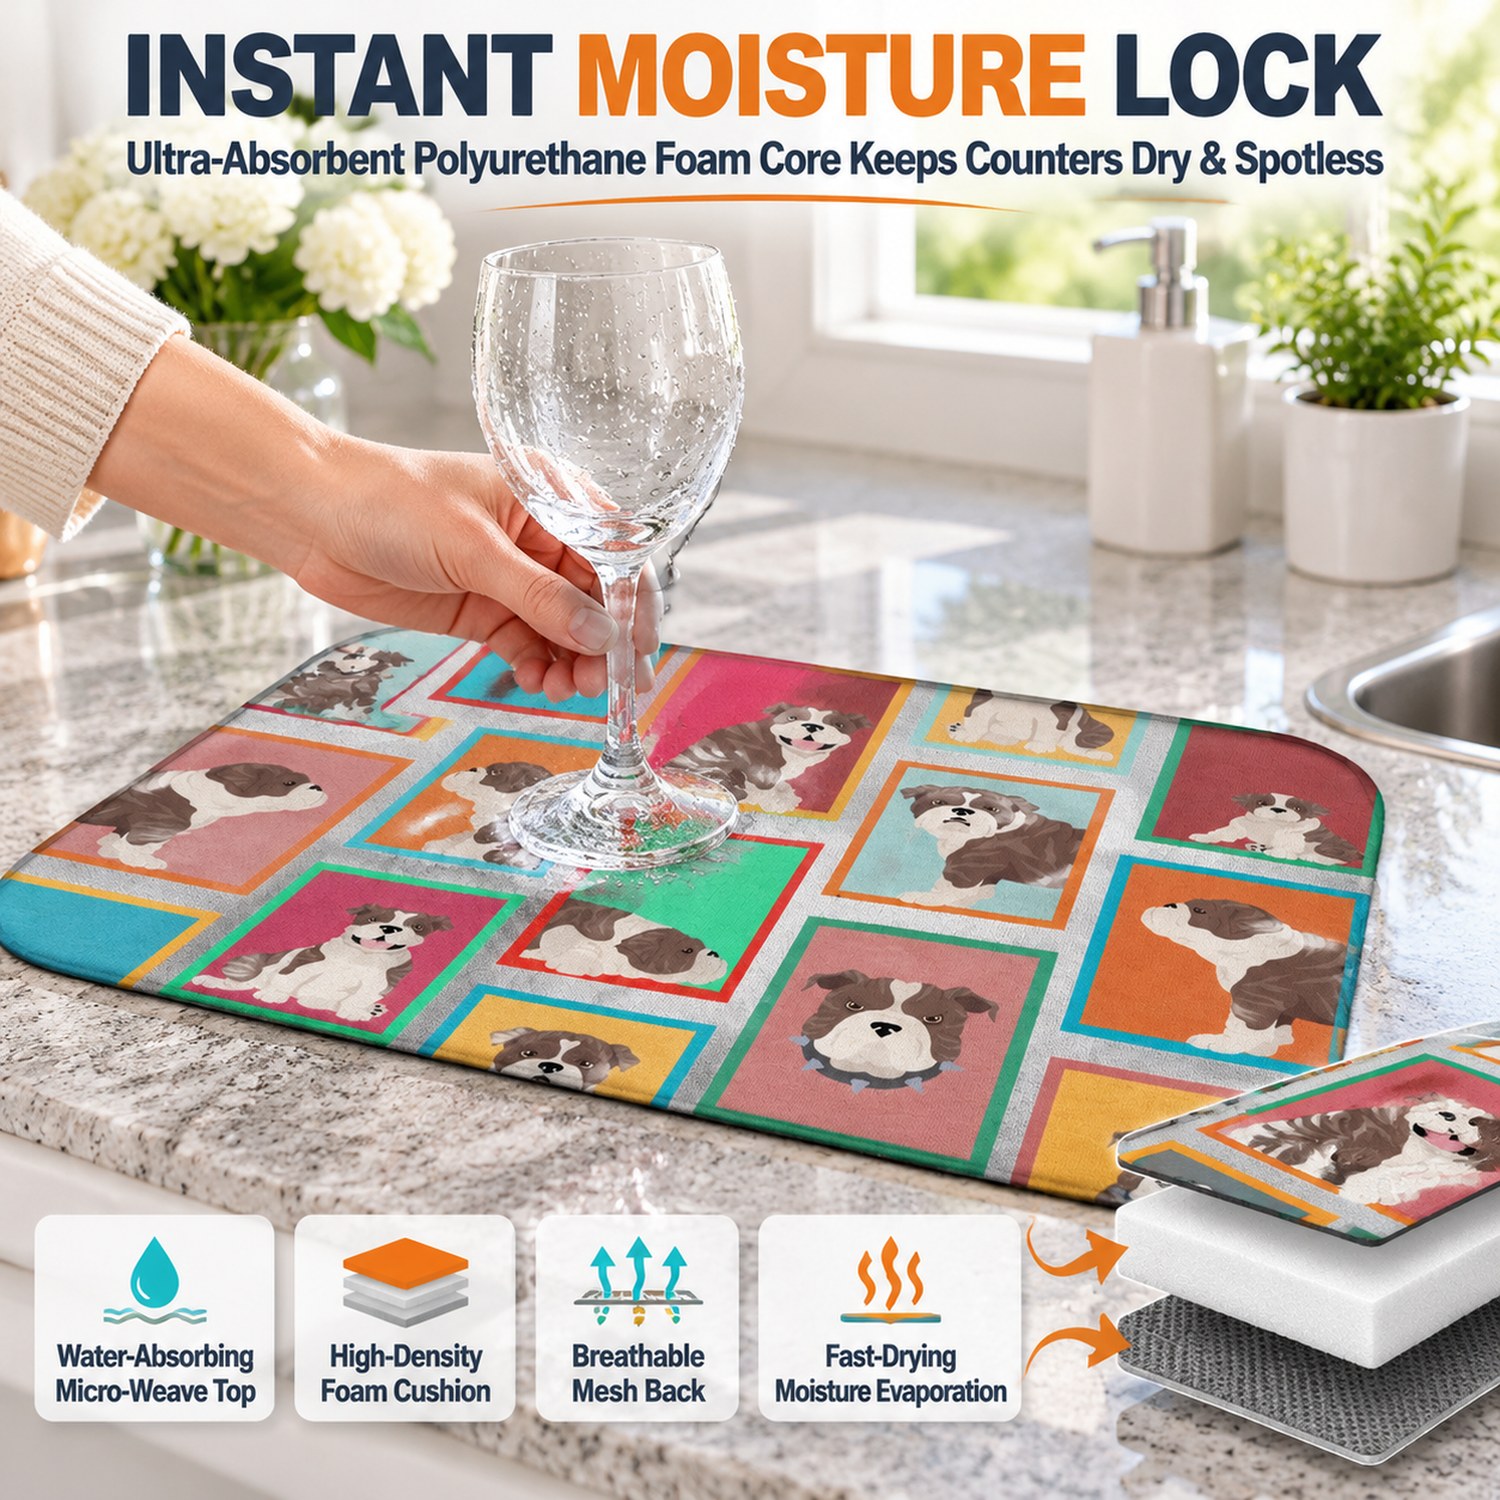 INSTANT MOISTURE LOCK
Ultra-Absorbent Polyurethane Foam Core Keeps Counters Dry & Spotless
Water-Absorbing
Micro-Weave Top
High-Density
Foam Cushion
Breathable
Mesh Back
Fast-Drying
Moisture Evaporation